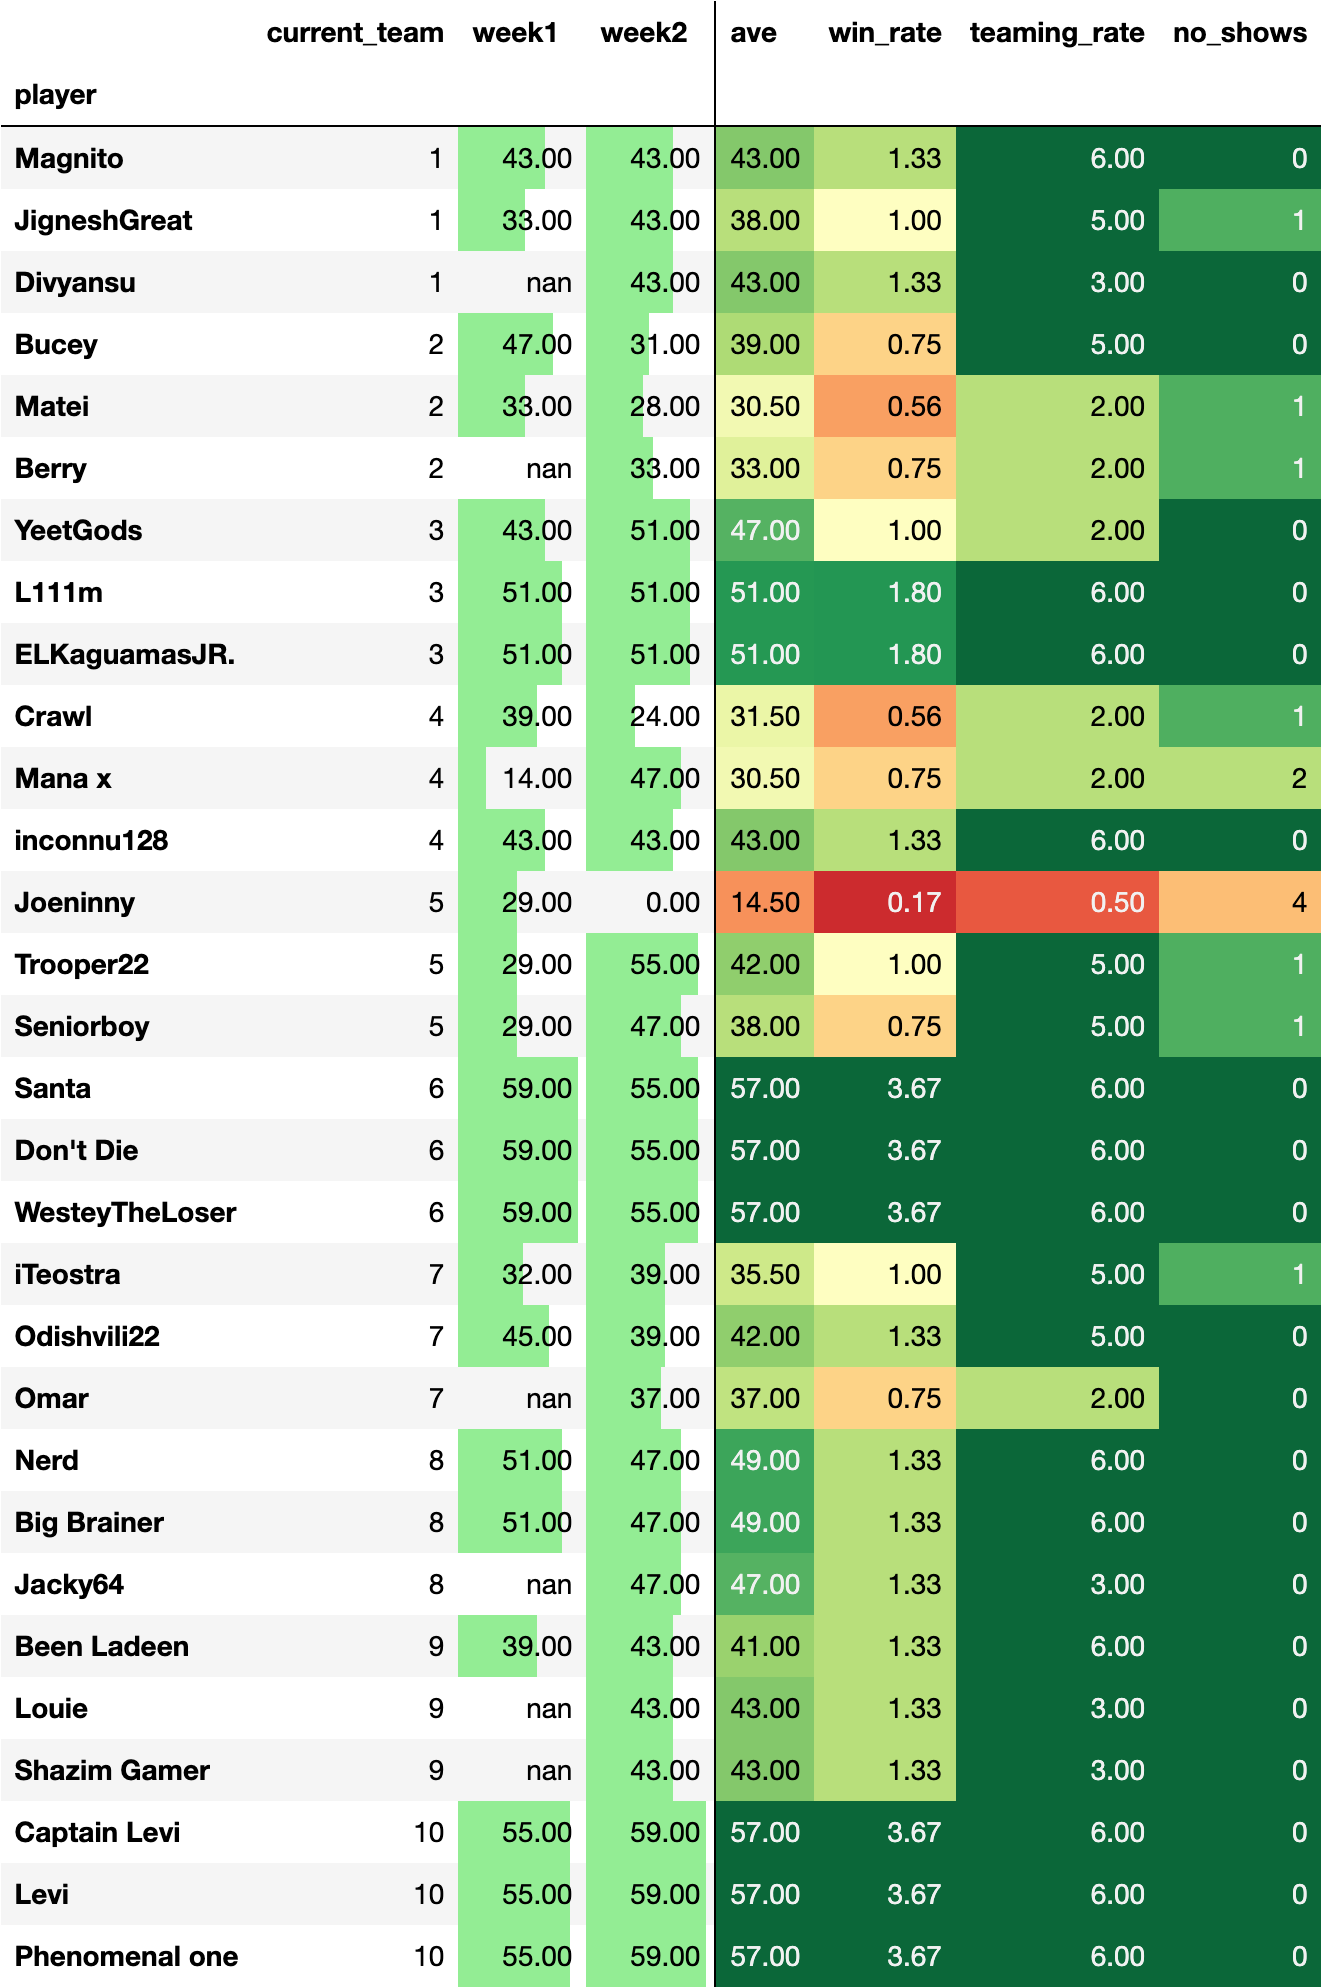 current_team week1 week2 ave win_rate teaming_rate no_shows
player
Magnito 1 43.00 43.00 43.00 1.33 6.00 0
JigneshGreat 1 33.00 43.00 38.00 1.00 5.00 1
Divyansu 1 nan 43.00 43.00 1.33 3.00 0
Bucey 2 47.00 31.00 39.00 0.75 5.00 0
Matei 2 33.00 28.00 30.50 0.56 2.00 1
Berry 2 nan 33.00 33.00 0.75 2.00 1
YeetGods 3 43.00 51.00 47.00 1.00 2.00 0
L111m 3 51.00 51.00 51.00 1.80 6.00 0
ELKaguamasJR. 3 51.00 51.00 51.00 1.80 6.00 0
Crawl 4 39.00 24.00 31.50 0.56 2.00 1
Mana x 4 14.00 47.00 30.50 0.75 2.00 2
inconnu128 4 43.00 43.00 43.00 1.33 6.00 0
Joeninny 5 29.00 0.00 14.50 0.17 0.50 4
Trooper22 5 29.00 55.00 42.00 1.00 5.00 1
Seniorboy 5 29.00 47.00 38.00 0.75 5.00 1
Santa 6 59.00 55.00 57.00 3.67 6.00 0
Don't Die 6 59.00 55.00 57.00 3.67 6.00 0
WesteyTheLoser 6 59.00 55.00 57.00 3.67 6.00 0
iTeostra 7 32.00 39.00 35.50 1.00 5.00 1
Odishvili22 7 45.00 39.00 42.00 1.33 5.00 0
Omar 7 nan 37.00 37.00 0.75 2.00 0
Nerd 8 51.00 47.00 49.00 1.33 6.00 0
Big Brainer 8 51.00 47.00 49.00 1.33 6.00 0
Jacky64 8 nan 47.00 47.00 1.33 3.00 0
Been Ladeen 9 39.00 43.00 41.00 1.33 6.00 0
Louie 9 nan 43.00 43.00 1.33 3.00 0
Shazim Gamer 9 nan 43.00 43.00 1.33 3.00 0
Captain Levi 10 55.00 59.00 57.00 3.67 6.00 0
Levi 10 55.00 59.00 57.00 3.67 6.00 0
Phenomenal one 10 55.00 59.00 57.00 3.67 6.00 0